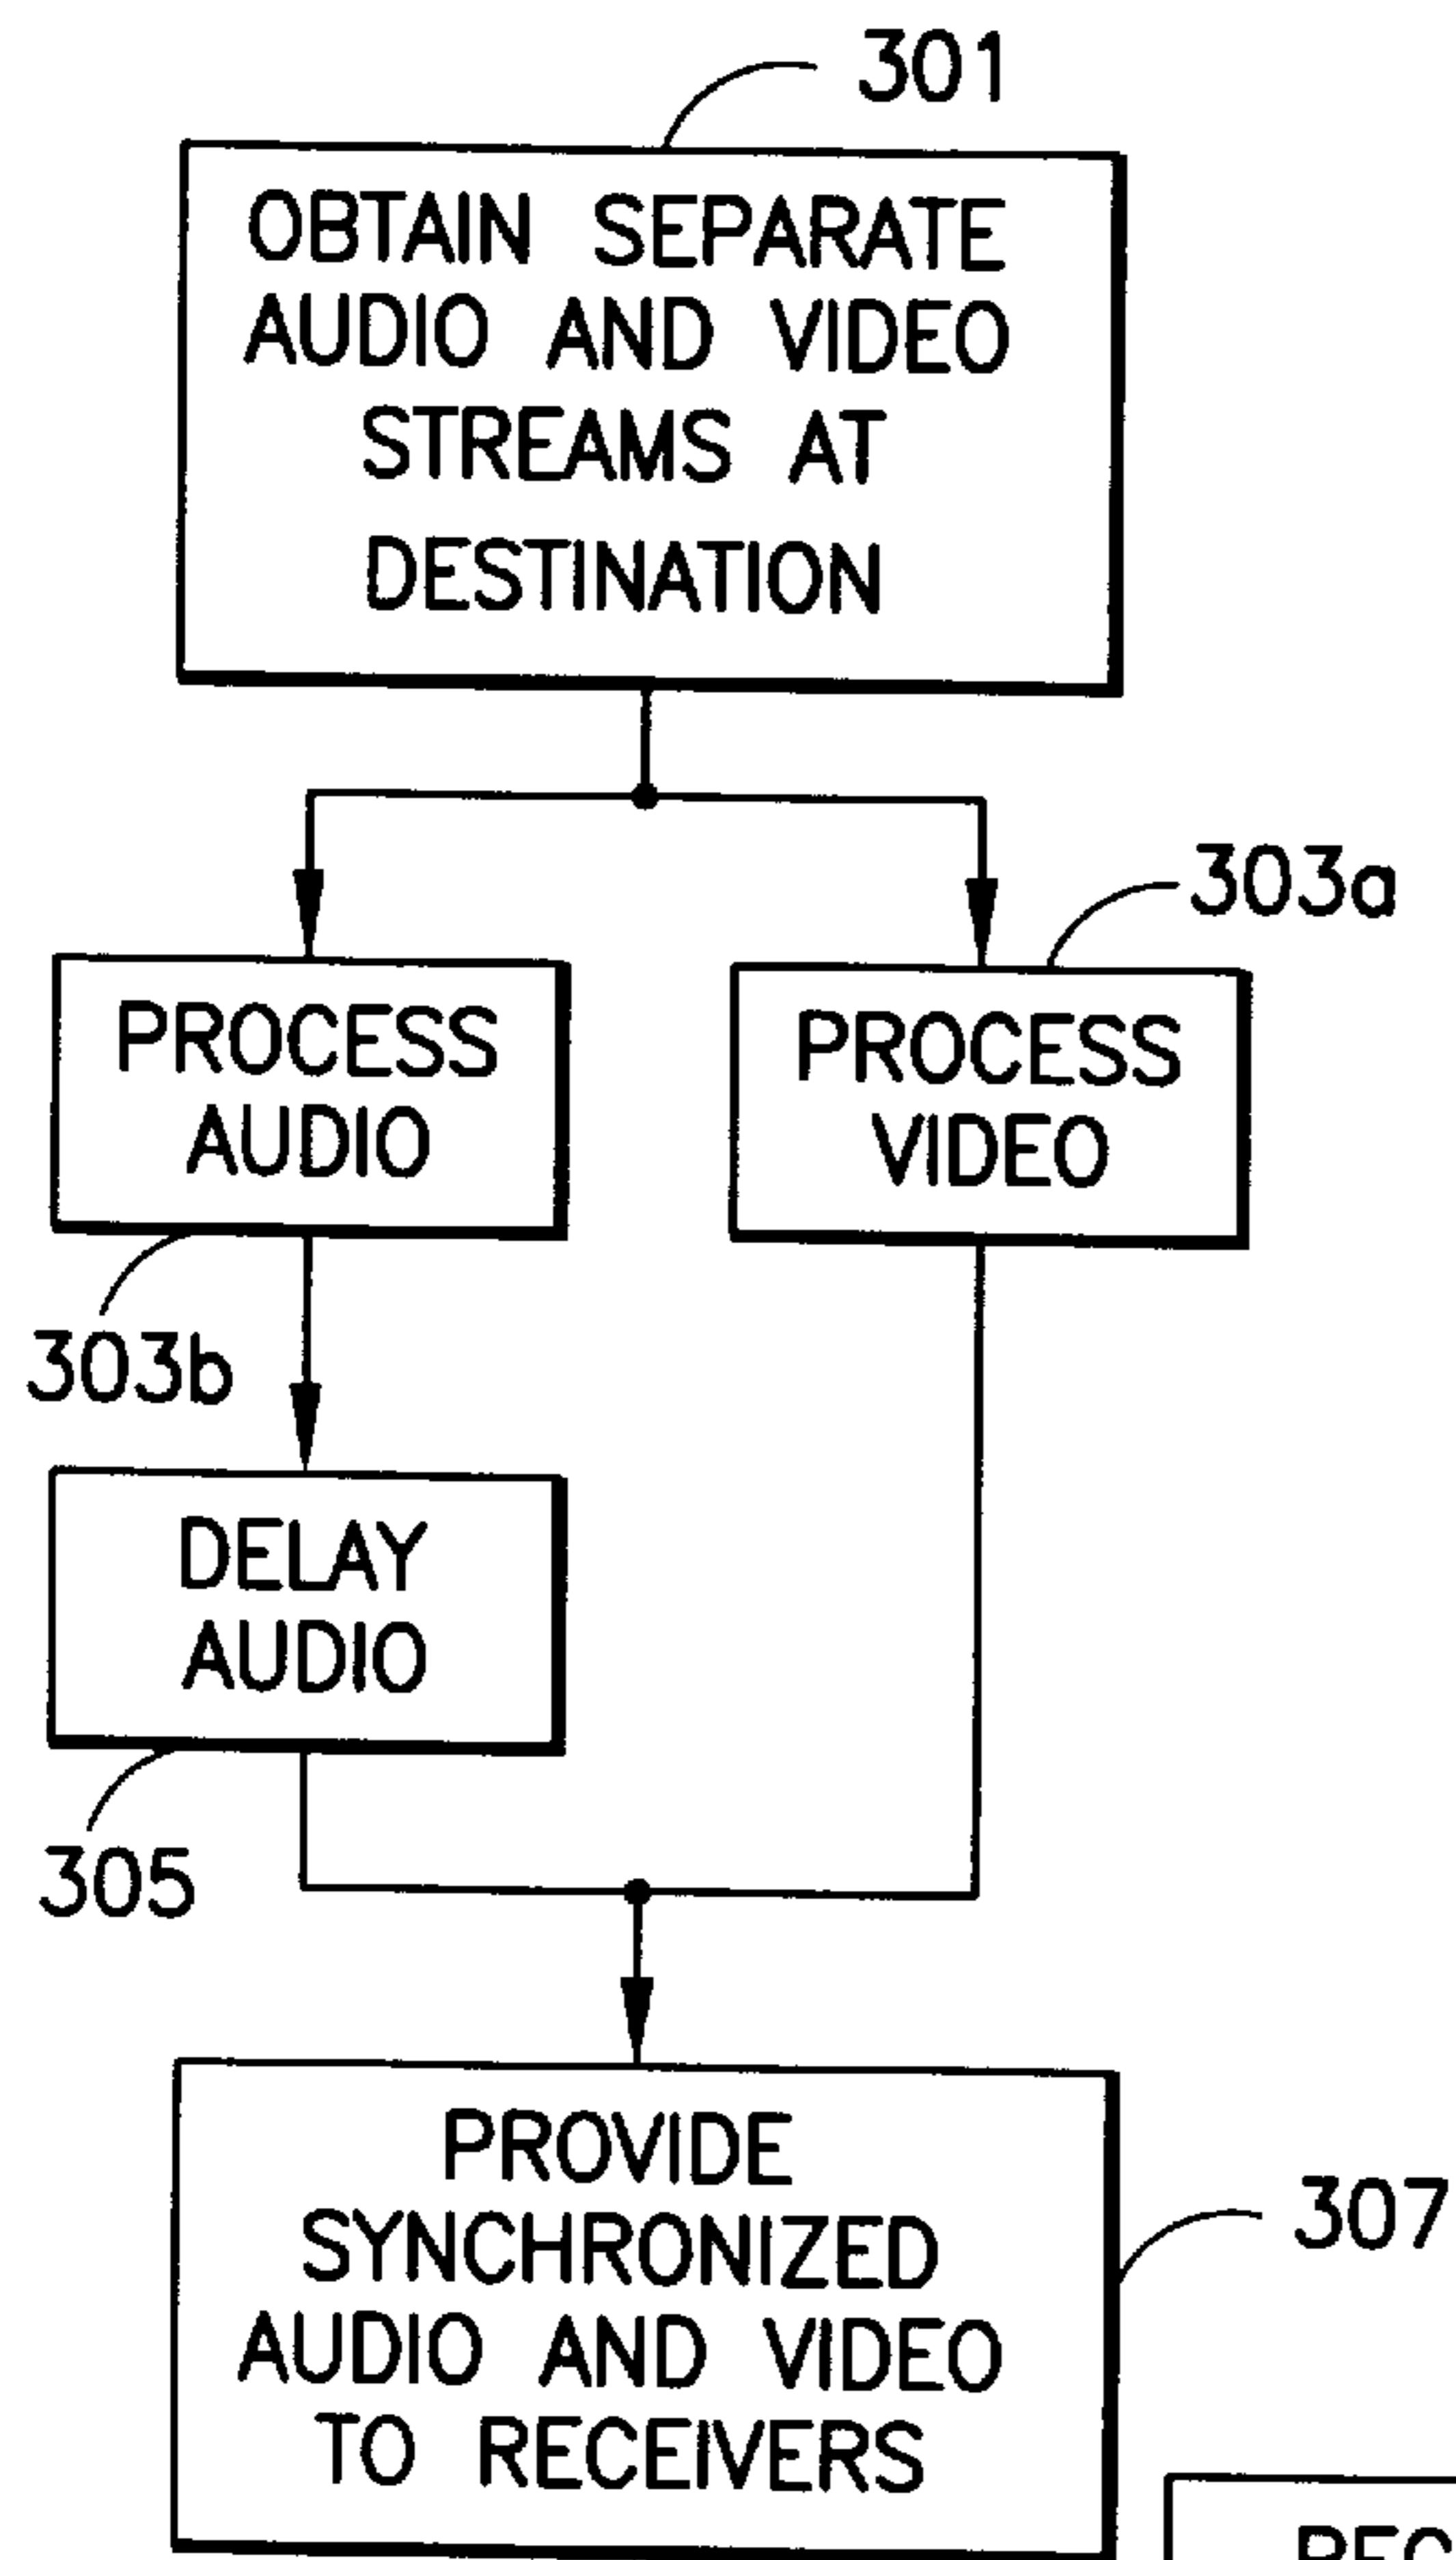 301
OBTAIN SEPARATE
AUDIO AND VIDEO
STREAMS AT
DESTINATION
303a
PROCESS
AUDIO
PROCESS
VIDEO
303b
DELAY
AUDIO
305
PROVIDE
SYNCHRONIZED
AUDIO AND VIDEO
TO RECEIVERS
307